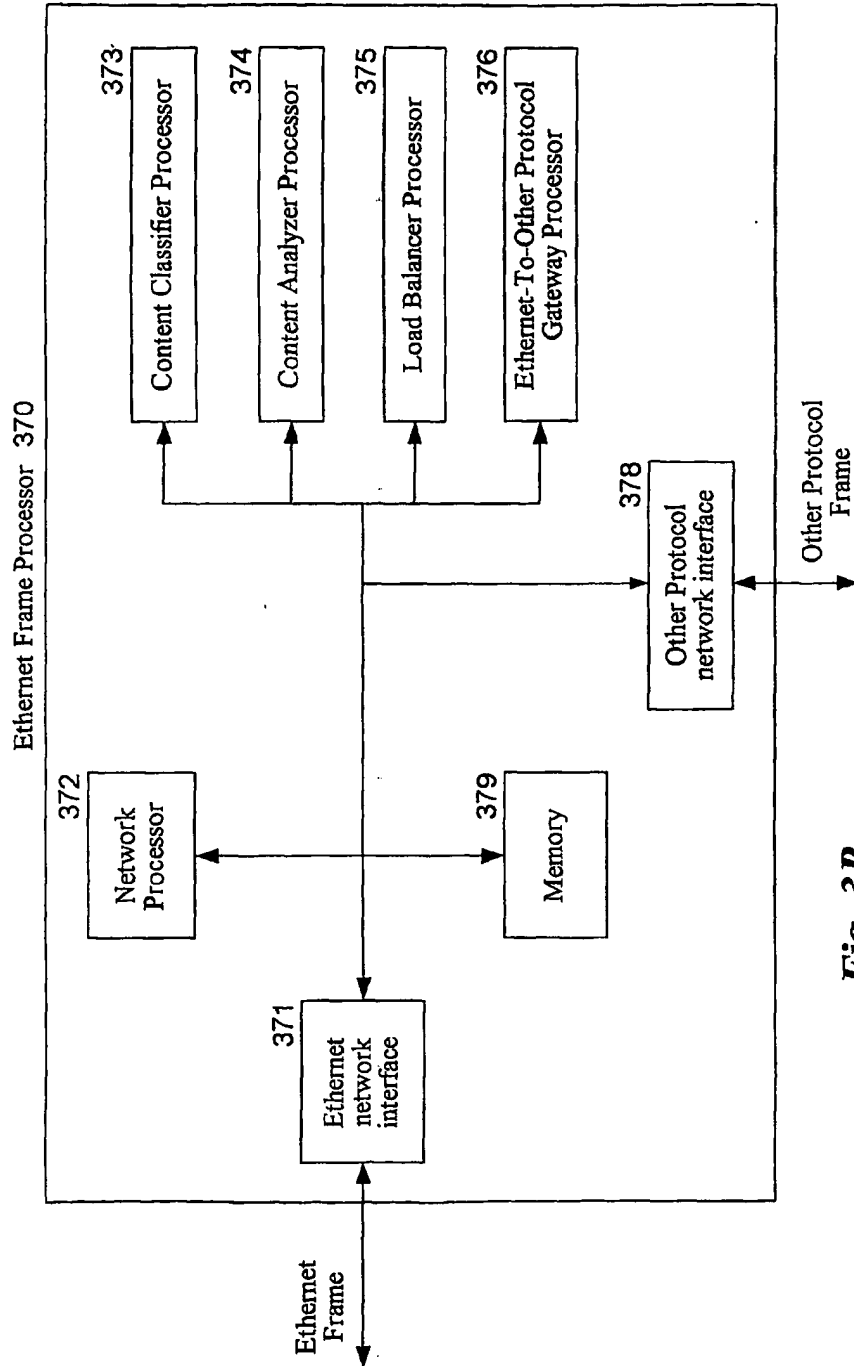 Ethernet Frame Processor 370
Ethernet
Frame
371
Ethernet
network
interface
372
Network
Processor
379
Memory
373
Content Classifier Processor
374
Content Analyzer Processor
375
Load Balancer Processor
376
Ethernet-To-Other Protocol
Gateway Processor
378
Other Protocol
network interface
Other Protocol
Frame
Fig.